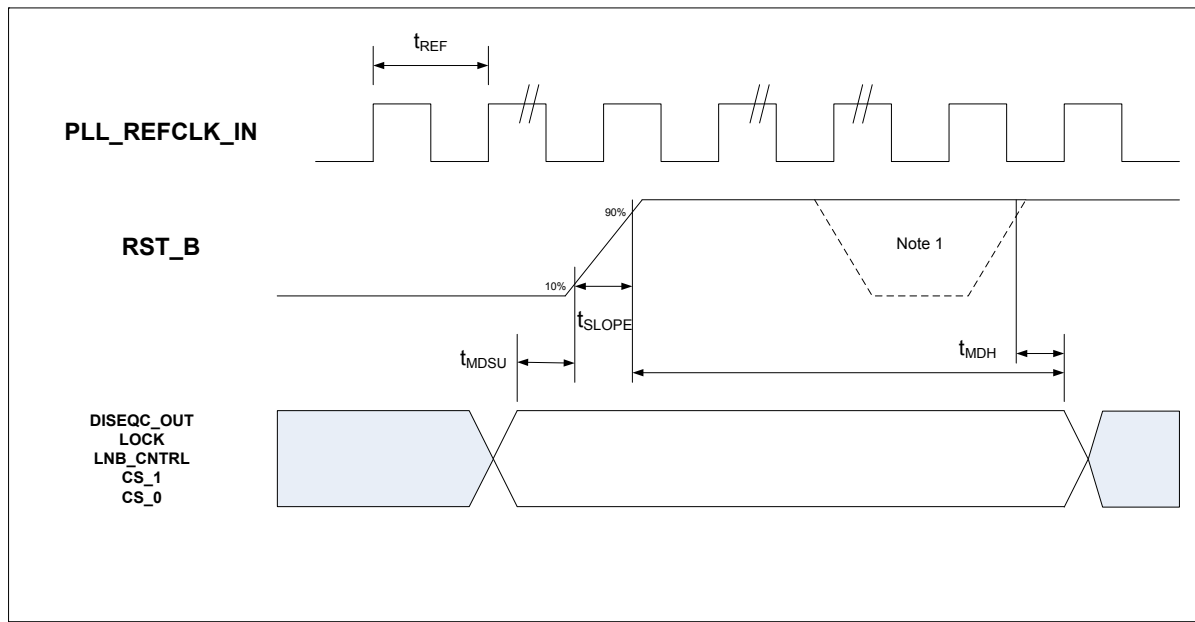 tREF
PLL_REFCLK_IN
90%
RST_B
Note 1
10%
tSLOPE
tMDSU
tMDH
DISEQC_OUT
LOCK
LNB_CNTRL
CS_1
CS_0